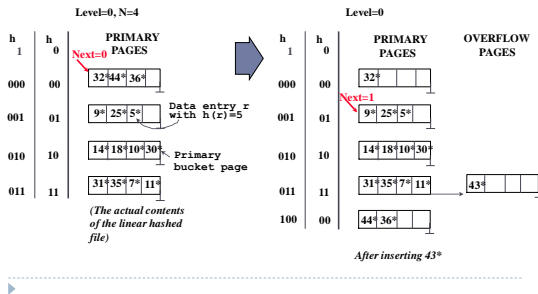 Level=0, N=4
h
1
h
0
PRIMARY
PAGES
Next=0
000
00
32* 44* 36*
001
01
9* 25* 5*
Data entry r
with h(r)=5
010
10
14* 18* 10* 30*
Primary
bucket page
011
11
31* 35* 7* 11*
(The actual contents
of the linear hashed
file)
Level=0
h
1
h
0
PRIMARY
PAGES
OVERFLOW
PAGES
000
00
32*
Next=1
001
01
9* 25* 5*
010
10
14* 18* 10* 30*
011
11
31* 35* 7* 11*
43*
100
00
44* 36*
After inserting 43*